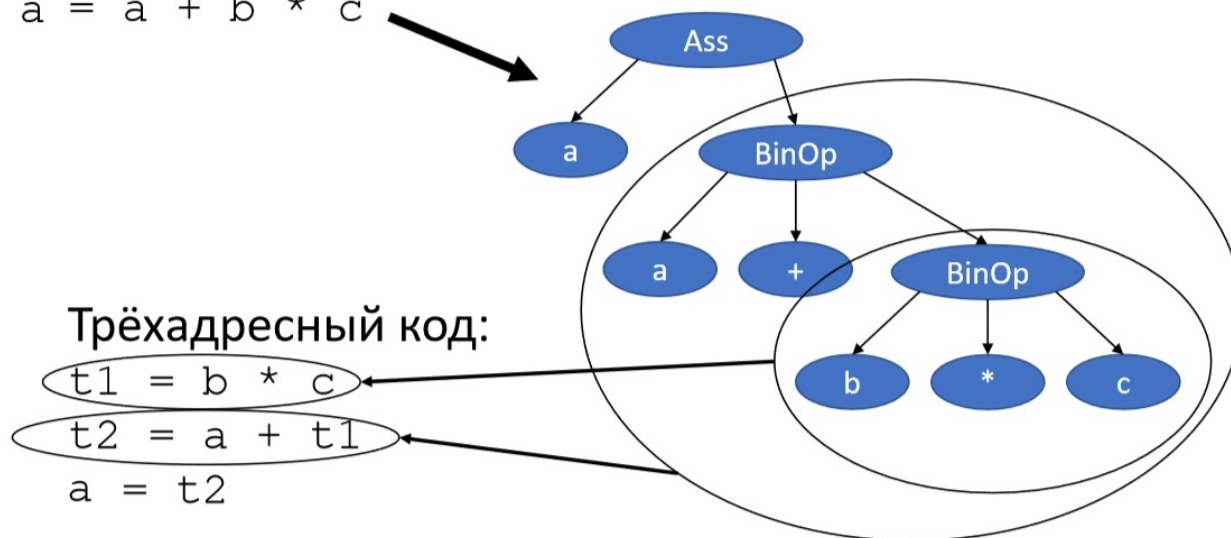 a = a + b * c
Ass
a
BinOp
a
+
BinOp
b
*
c
Трёхадресный код:
t1 = b * c
t2 = a + t1
a = t2